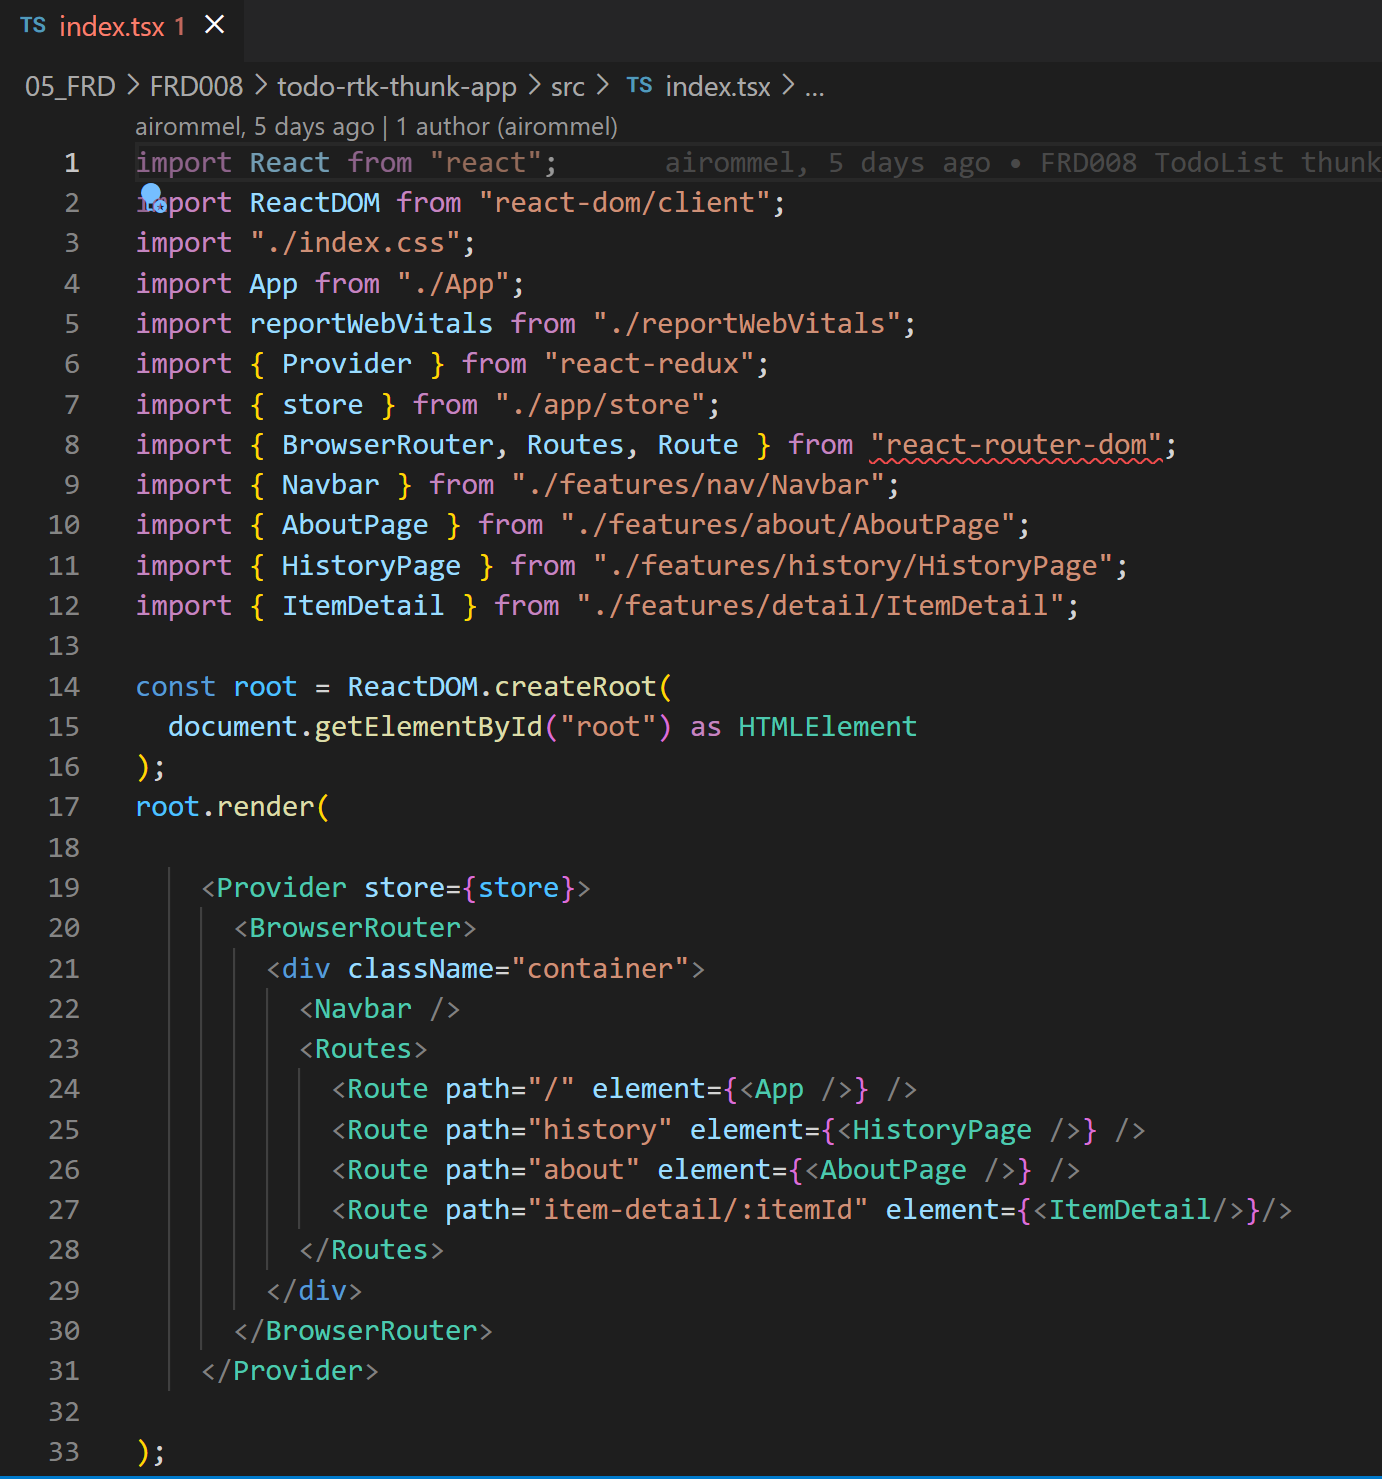 TS index.tsx 1
05_FRD > FRD008 > todo-rtk-thunk-app > src > TS index.tsx > ...
airommel, 5 days ago | 1 author (airommel)
1 import React from "react"; airommel, 5 days ago • FRD008 TodoList thunk
2 import ReactDOM from "react-dom/client";
3 import "./index.css";
4 import App from "./App";
5 import reportWebVitals from "./reportWebVitals";
6 import { Provider } from "react-redux";
7 import { store } from "./app/store";
8 import { BrowserRouter, Routes, Route } from "react-router-dom";
9 import { Navbar } from "./features/nav/Navbar";
10 import { AboutPage } from "./features/about/AboutPage";
11 import { HistoryPage } from "./features/history/HistoryPage";
12 import { ItemDetail } from "./features/detail/ItemDetail";
13
14 const root = ReactDOM.createRoot(
15   document.getElementById("root") as HTMLElement
16 );
17 root.render(
18
19     <Provider store={store}>
20       <BrowserRouter>
21         <div className="container">
22           <Navbar />
23           <Routes>
24             <Route path="/" element={<App />} />
25             <Route path="history" element={<HistoryPage />} />
26             <Route path="about" element={<AboutPage />} />
27             <Route path="item-detail/:itemId" element={<ItemDetail/>}/>
28           </Routes>
29         </div>
30       </BrowserRouter>
31     </Provider>
32
33 );